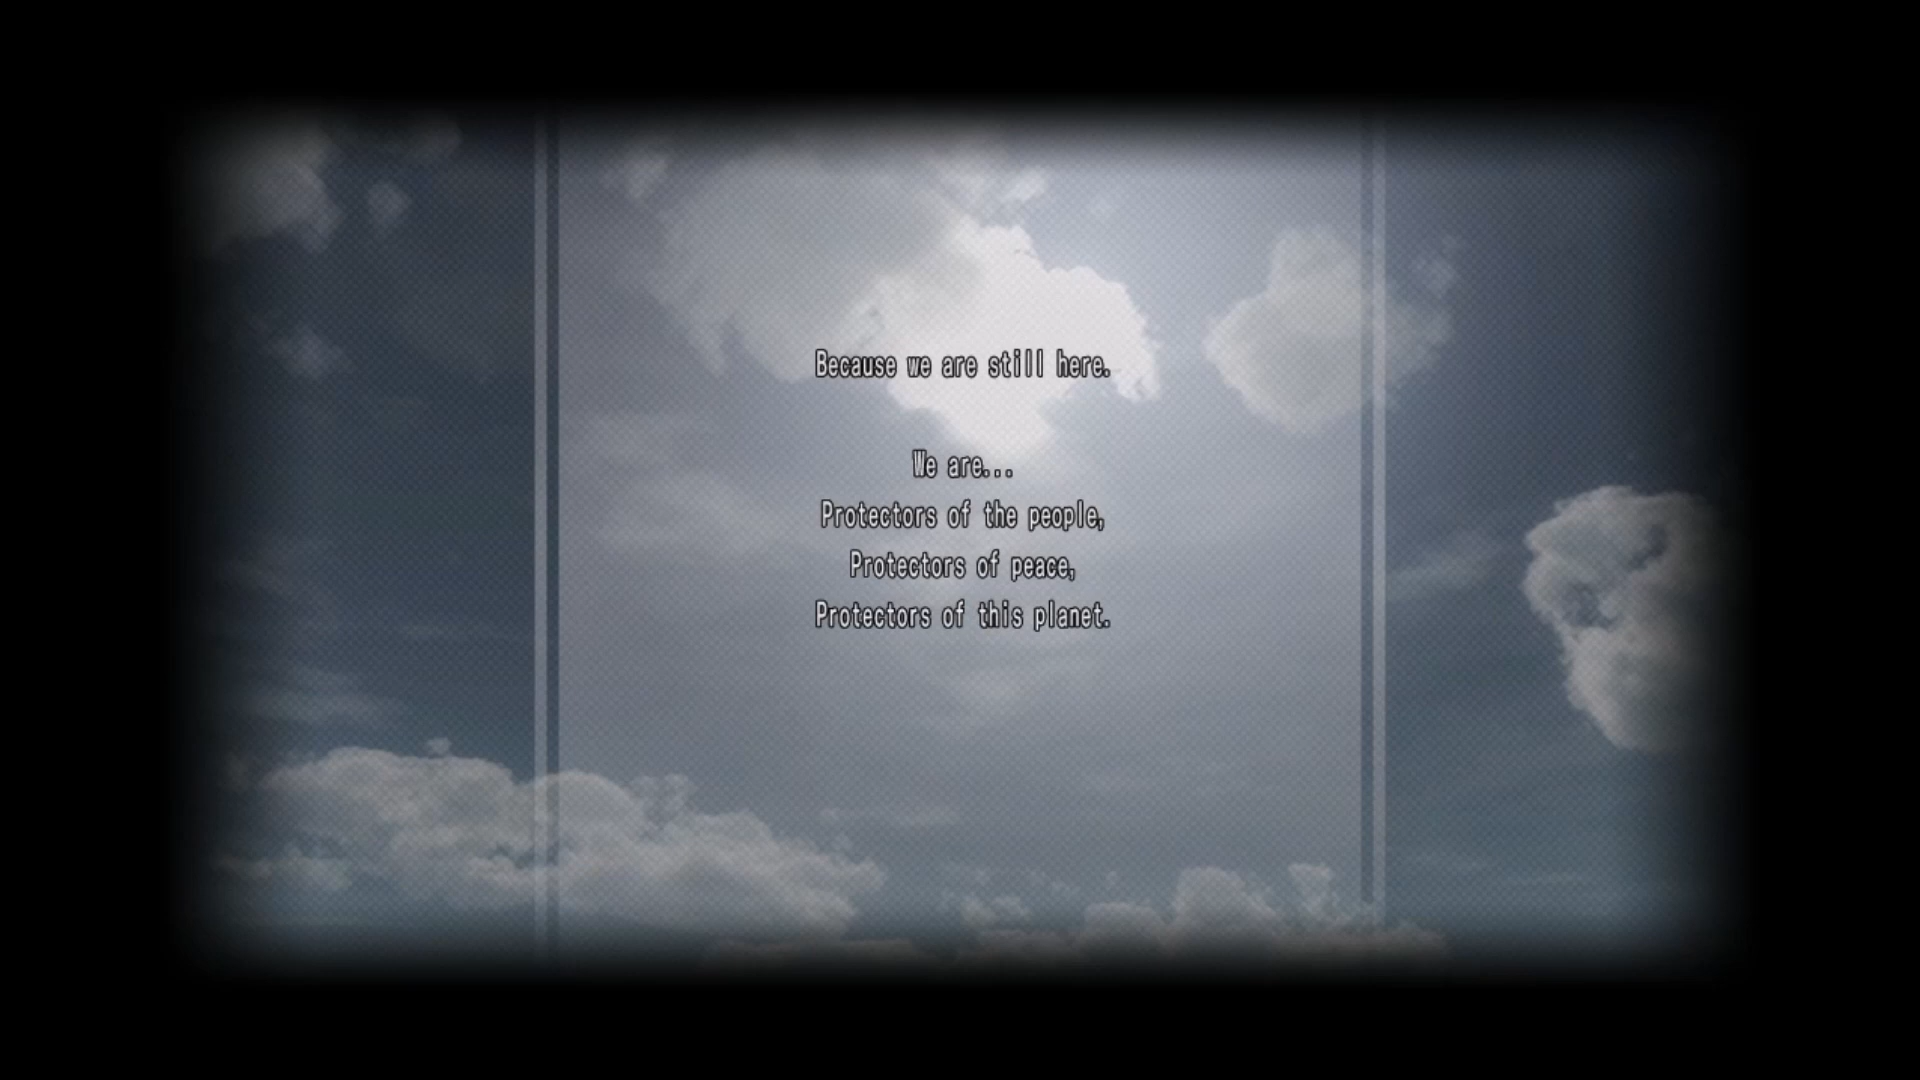 Because we are still here.
We are...
Protectors of the people,
Protectors of peace,
Protectors of this planet.